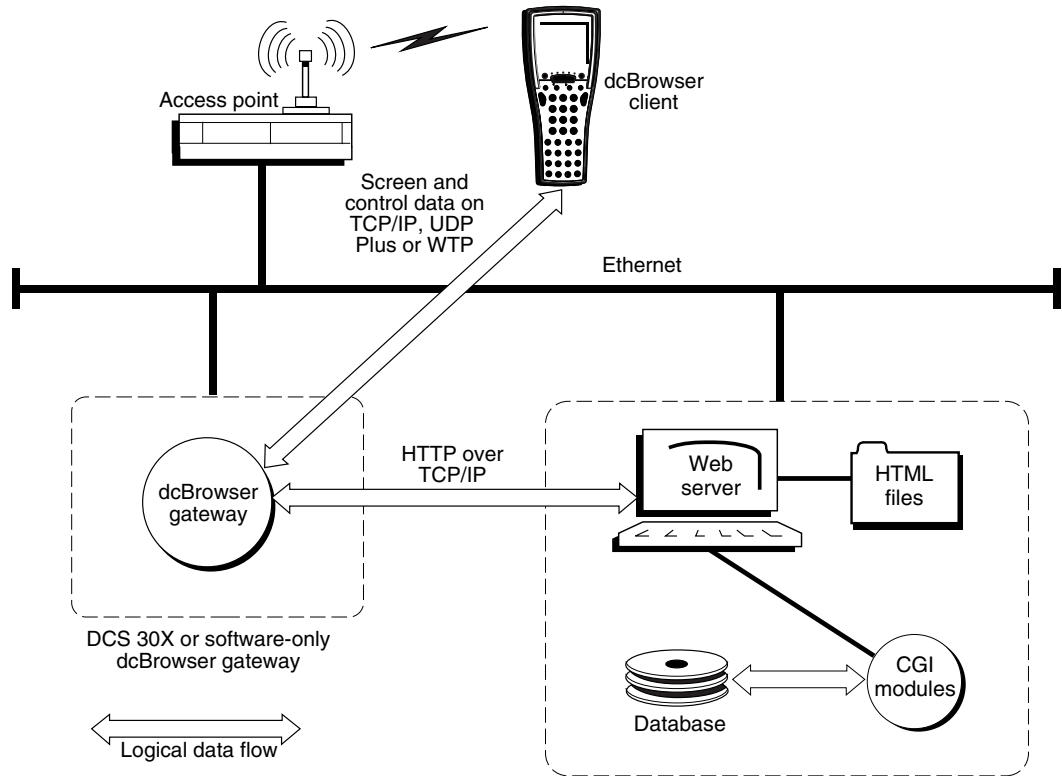 Access point
dcBrowser
client
Screen and
control data on
TCP/IP, UDP
Plus or WTP
Ethernet
dcBrowser
gateway
HTTP over
TCP/IP
Web
server
HTML
files
DCS 30X or software-only
dcBrowser gateway
CGI
modules
Database
Logical data flow